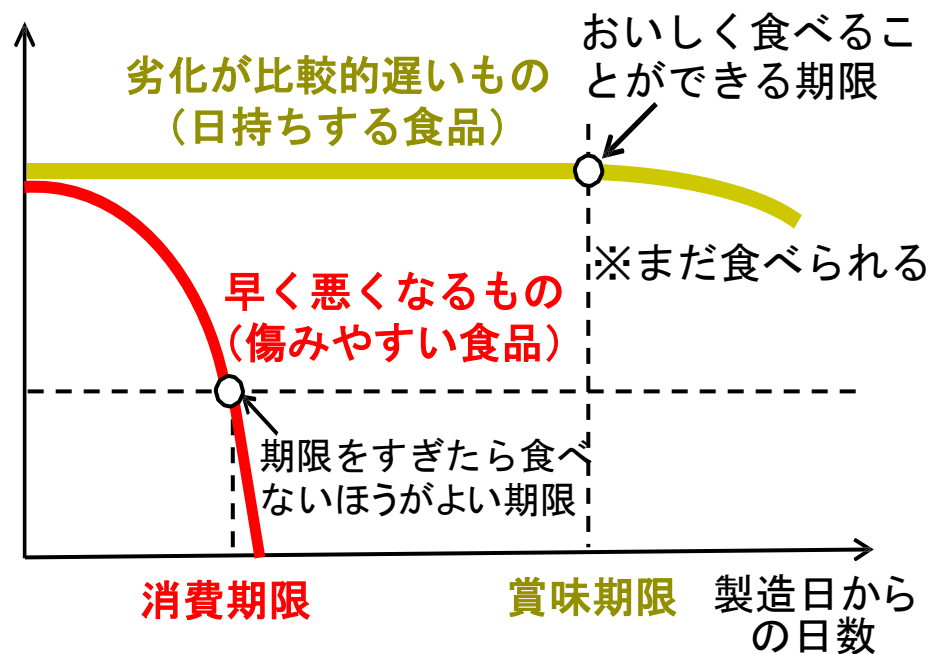 おいしく食べるこ
とができる期限
劣化が比較的遅いもの
（日持ちする食品）
※まだ食べられる
早く悪くなるもの
（傷みやすい食品）
期限をすぎたら食べ
ないほうがよい期限
消費期限
賞味期限
製造日から
の日数